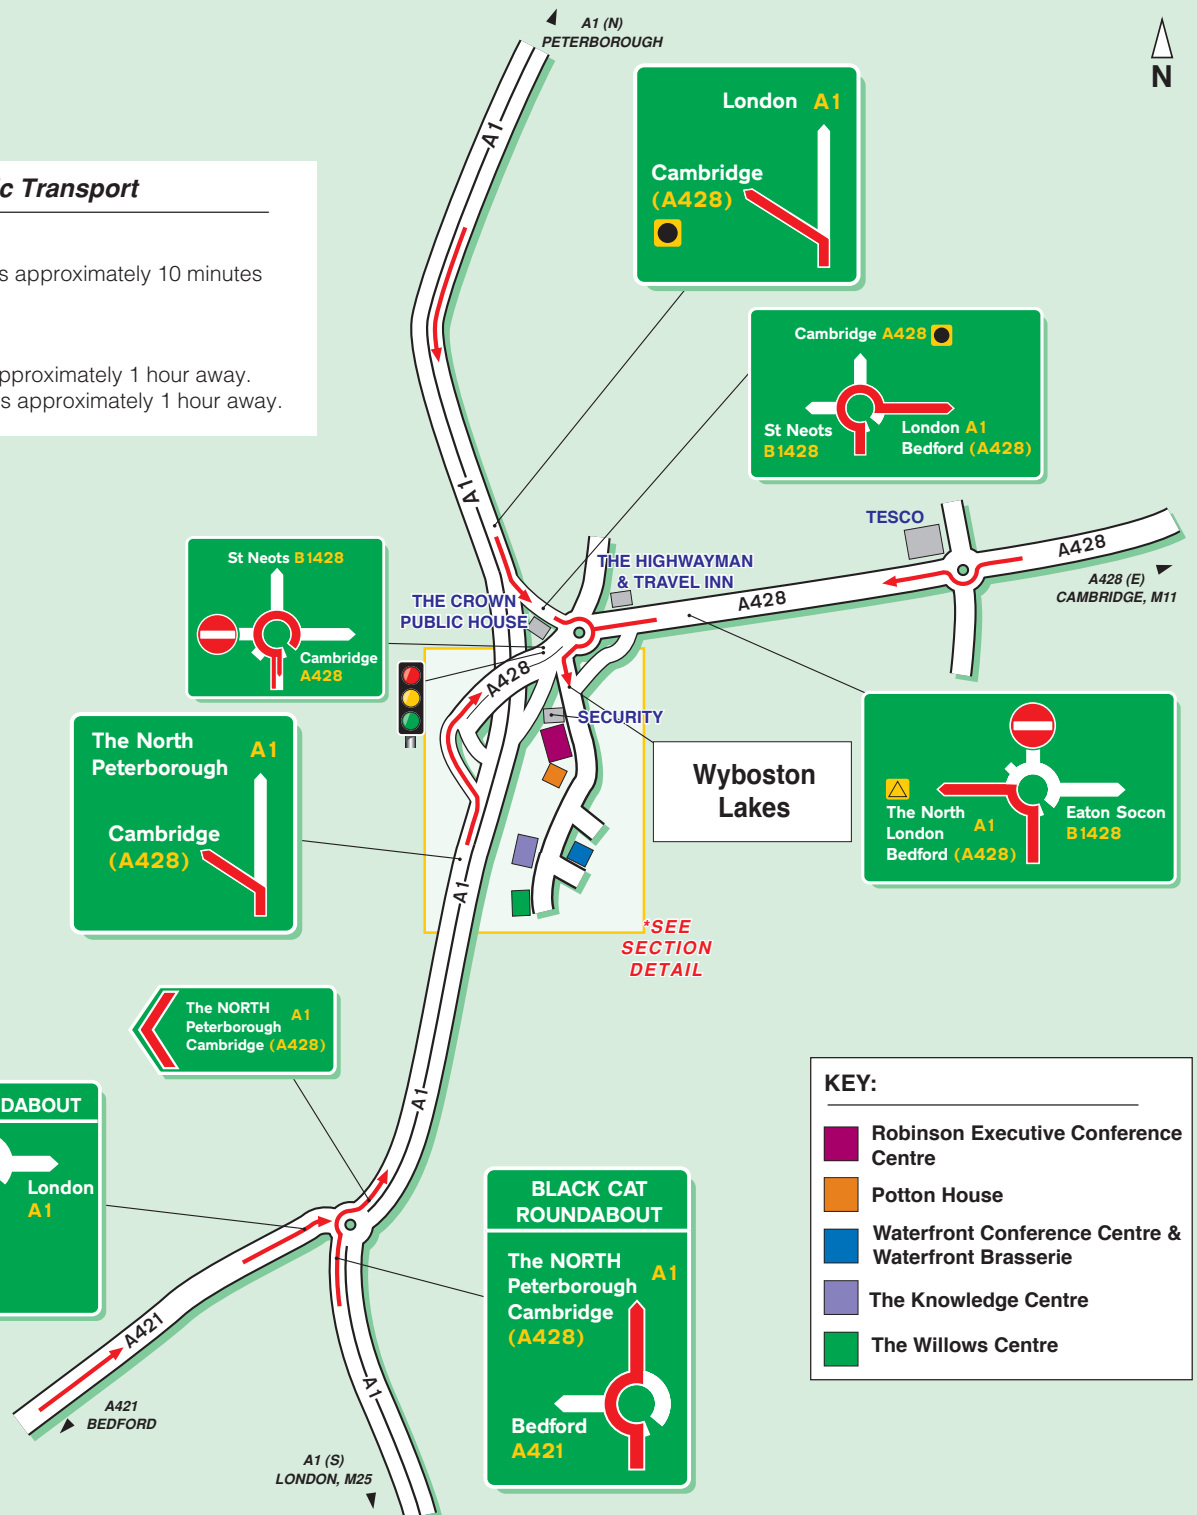 A1 (N)
PETERBOROUGH
N
London A1
Cambridge
(A428)
c Transport
s approximately 10 minutes
pproximately 1 hour away.
s approximately 1 hour away.
A1
Cambridge A428
St Neots
B1428
London A1
Bedford (A428)
A1
TESCO
A428
A428 (E)
CAMBRIDGE, M11
THE HIGHWAYMAN
& TRAVEL INN
A428
THE CROWN
PUBLIC HOUSE
St Neots B1428
Cambridge
A428
A428
SECURITY
Wyboston
Lakes
The North
London
Bedford (A428)
A1
Eaton Socon
B1428
The North
Peterborough
A1
Cambridge
(A428)
A1
*SEE
SECTION
DETAIL
The NORTH
Peterborough
Cambridge (A428)
A1
A1
DABOUT
London
A1
BLACK CAT
ROUNDABOUT
The NORTH
Peterborough
Cambridge
(A428)
A1
Bedford
A421
A421
A421
BEDFORD
A1
A1 (S)
LONDON, M25
KEY:
Robinson Executive Conference
Centre
Potton House
Waterfront Conference Centre &
Waterfront Brasserie
The Knowledge Centre
The Willows Centre